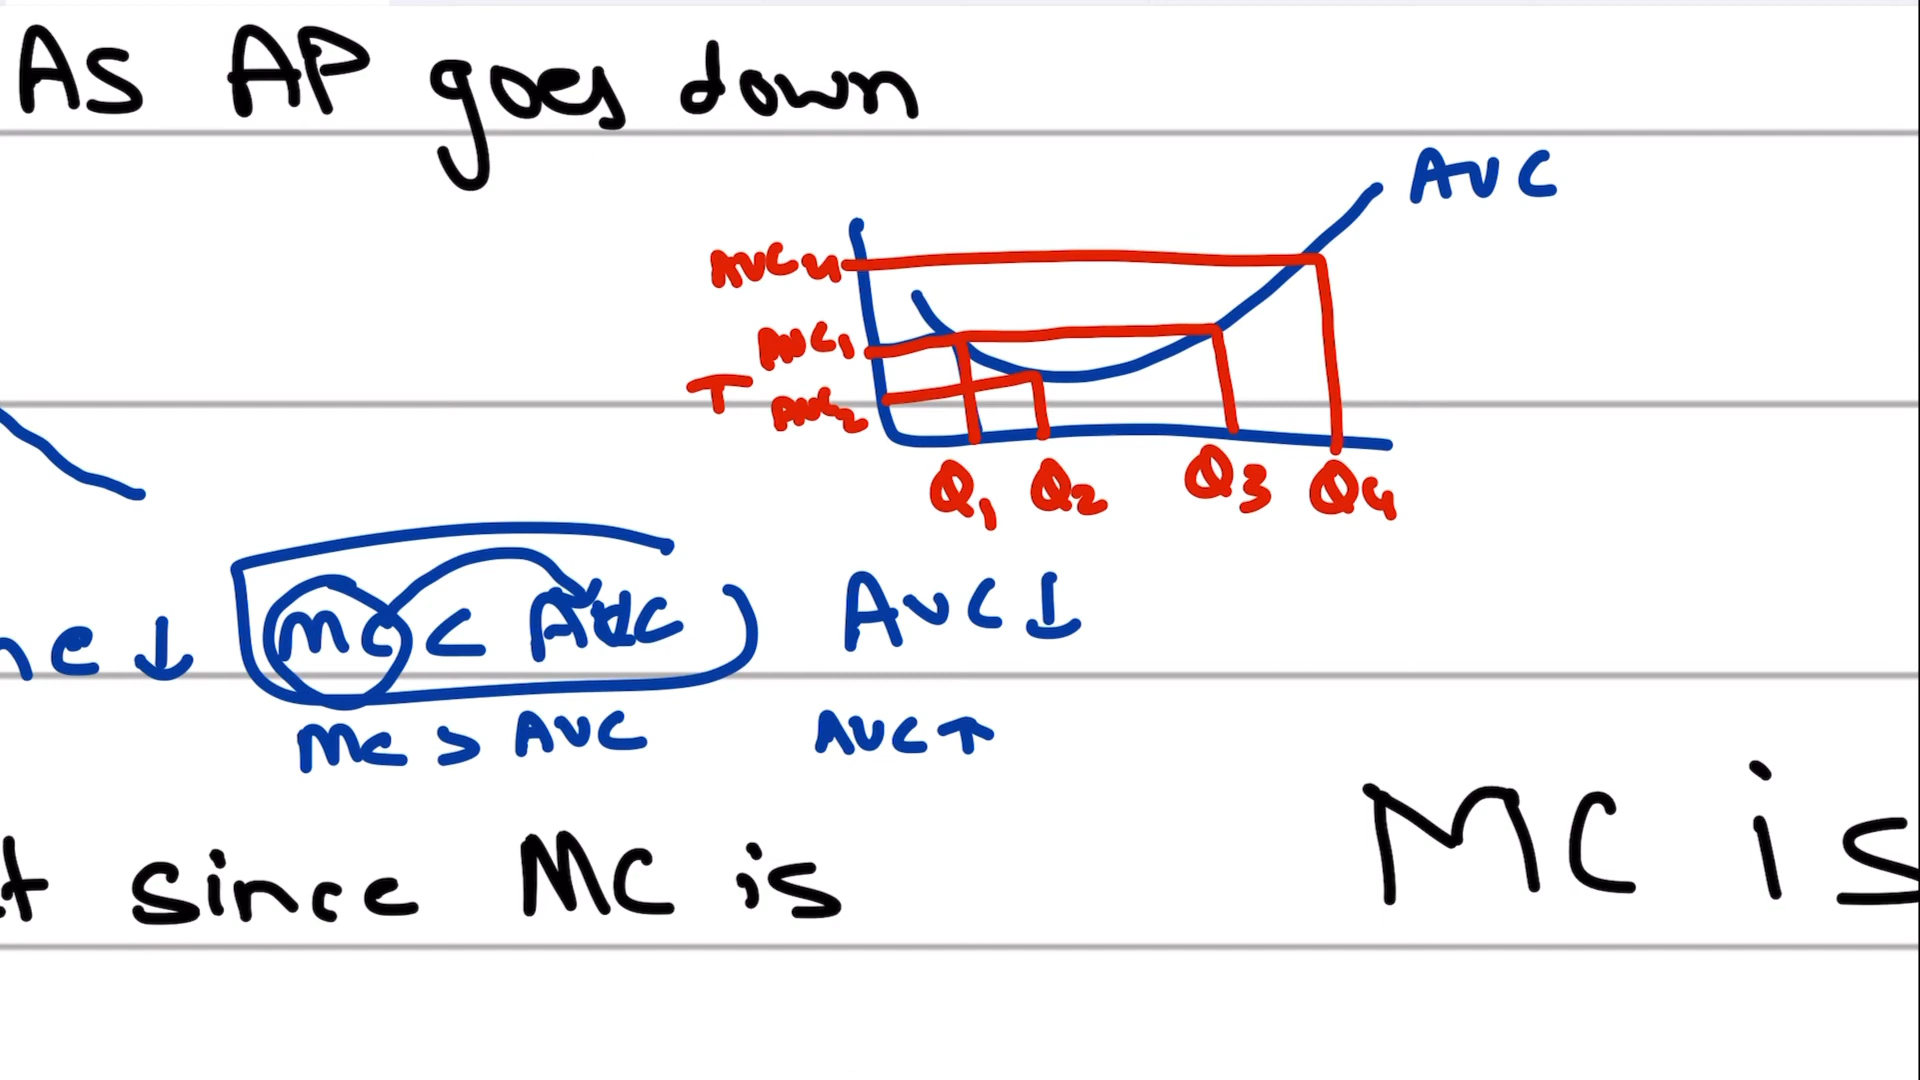 As AP goes down
AVC
AVC4
AVC1
T AVC2
Q1 Q2 Q3 Q4
ne ↓ MC < AVC AVC ↓
MC > AVC AVC ↑
t since MC is
MC is